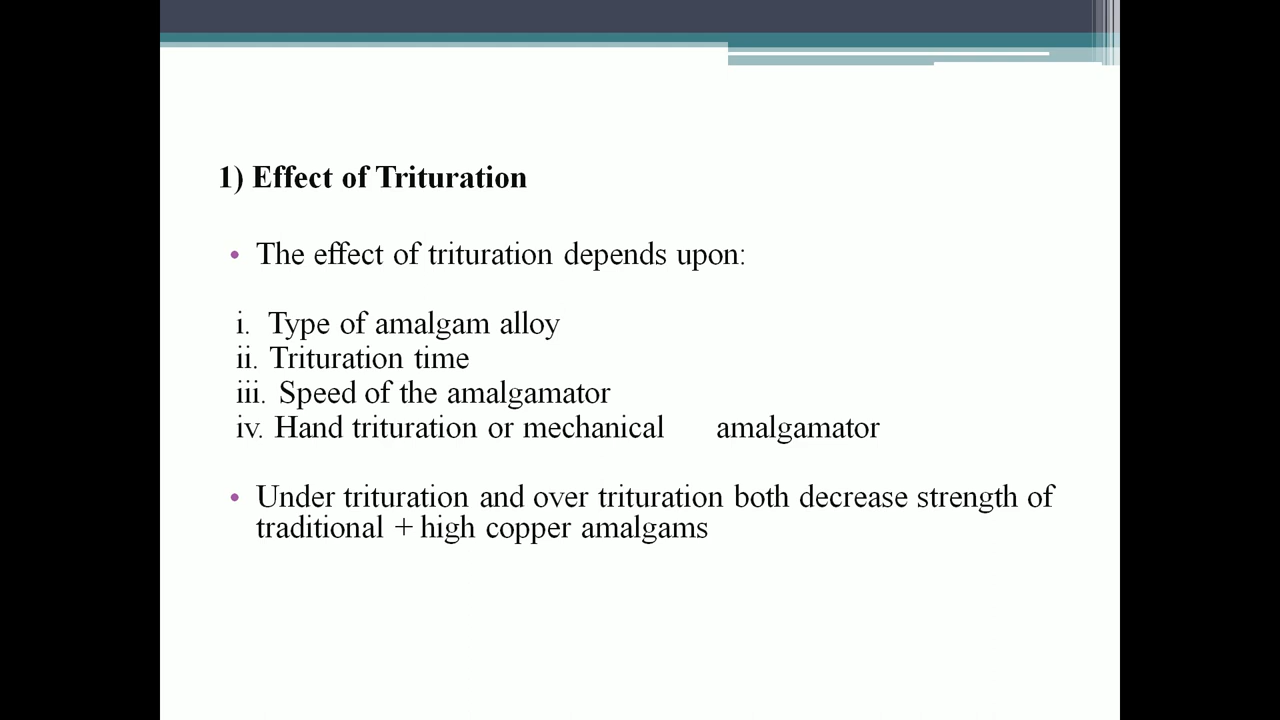 1) Effect of Trituration
• The effect of trituration depends upon:
i. Type of amalgam alloy
ii. Trituration time
iii. Speed of the amalgamator
iv. Hand trituration or mechanical amalgamator
• Under trituration and over trituration both decrease strength of
traditional + high copper amalgams